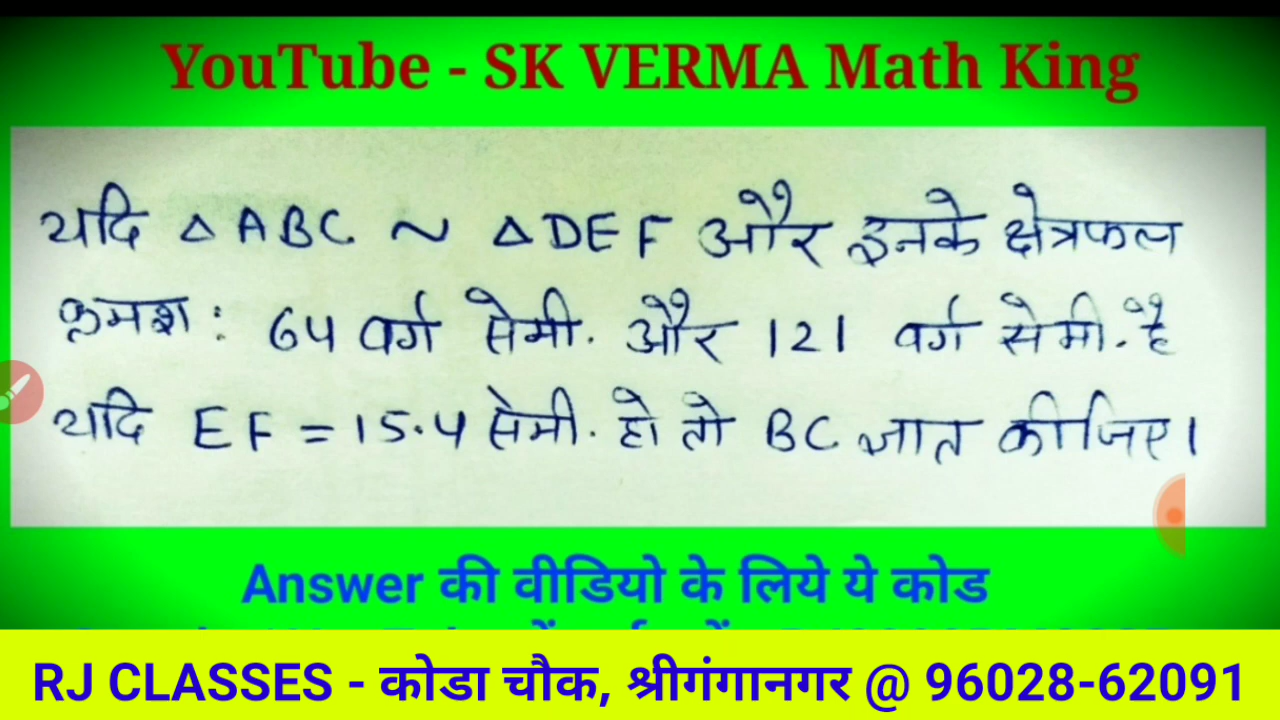 YouTube - SK VERMA Math King
यदि △ABC ~ △DEF और इनके क्षेत्रफल
क्रमशः 64 वर्ग सेमी. और 121 वर्ग सेमी. है
यदि EF = 15.4 सेमी. हो तो BC ज्ञात कीजिए।
Answer की वीडियो के लिये ये कोड
RJ CLASSES - कोडा चौक, श्रीगंगानगर @ 96028-62091